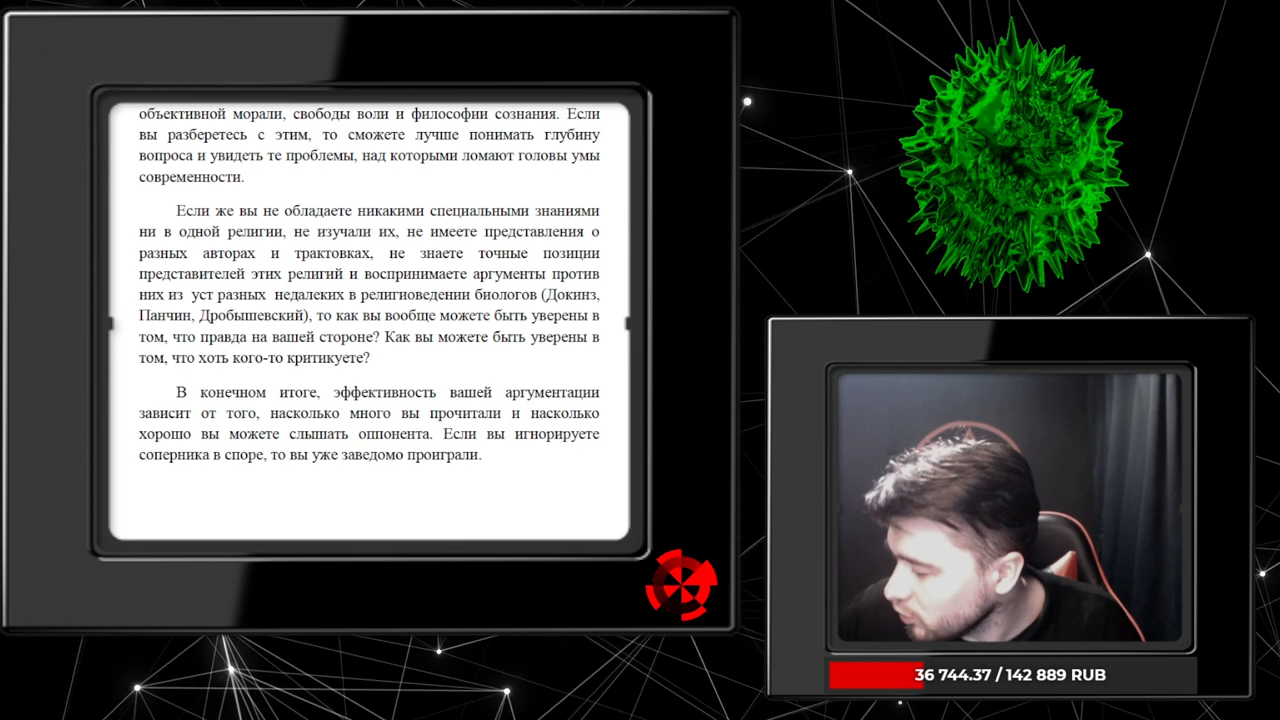 объективной морали, свободы воли и философии сознания. Если
вы разберетесь с этим, то сможете лучше понимать глубину
вопроса и увидеть те проблемы, над которыми ломают головы умы
современности.
Если же вы не обладаете никакими специальными знаниями
ни в одной религии, не изучали их, не имеете представления о
разных авторах и трактовках, не знаете точные позиции
представителей этих религий и воспринимаете аргументы против
них из уст разных недалеких в религиоведении биологов (Докинз,
Панчин, Дробышевский), то как вы вообще можете быть уверены в
том, что правда на вашей стороне? Как вы можете быть уверены в
том, что хоть кого-то критикуете?
В конечном итоге, эффективность вашей аргументации
зависит от того, насколько много вы прочитали и насколько
хорошо вы можете слышать оппонента. Если вы игнорируете
соперника в споре, то вы уже заведомо проиграли.
36 744.37 / 142 889 RUB